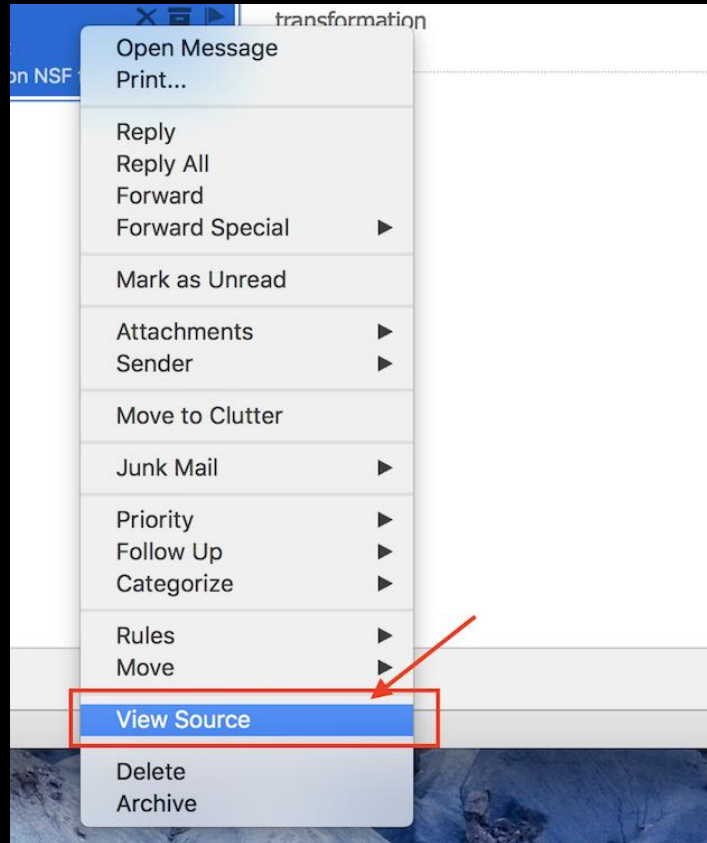 transformation
on NSF
Open Message
Print...
Reply
Reply All
Forward
Forward Special
Mark as Unread
Attachments
Sender
Move to Clutter
Junk Mail
Priority
Follow Up
Categorize
Rules
Move
View Source
Delete
Archive